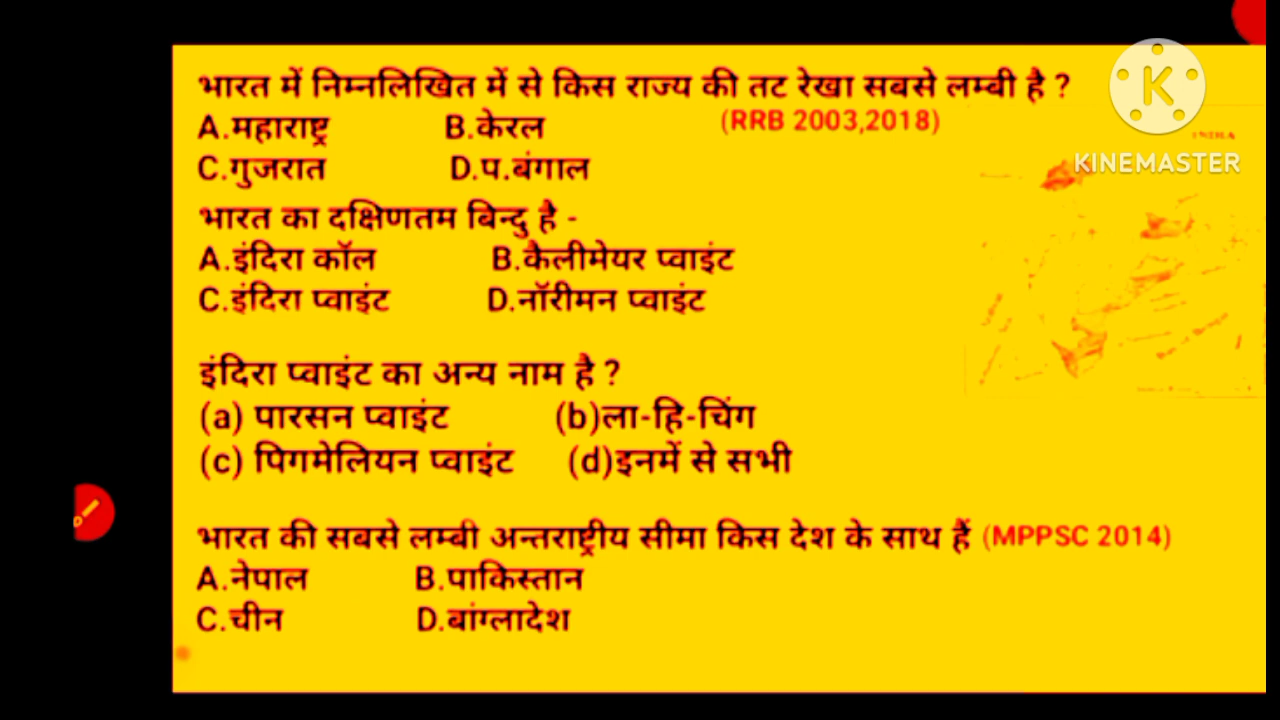 भारत में निम्नलिखित में से किस राज्य की तट रेखा सबसे लम्बी है ?
A.महाराष्ट्र B.केरल (RRB 2003,2018)
C.गुजरात D.प.बंगाल
भारत का दक्षिणतम बिन्दु है -
A.इंदिरा कॉल B.कैलीमेयर प्वाइंट
C.इंदिरा प्वाइंट D.नॉरीमन प्वाइंट
इंदिरा प्वाइंट का अन्य नाम है ?
(a) पारसन प्वाइंट (b)ला-हि-चिंग
(c) पिगमेलियन प्वाइंट (d)इनमें से सभी
भारत की सबसे लम्बी अन्तराष्ट्रीय सीमा किस देश के साथ हैं (MPPSC 2014)
A.नेपाल B.पाकिस्तान
C.चीन D.बांग्लादेश
K
KINEMASTER